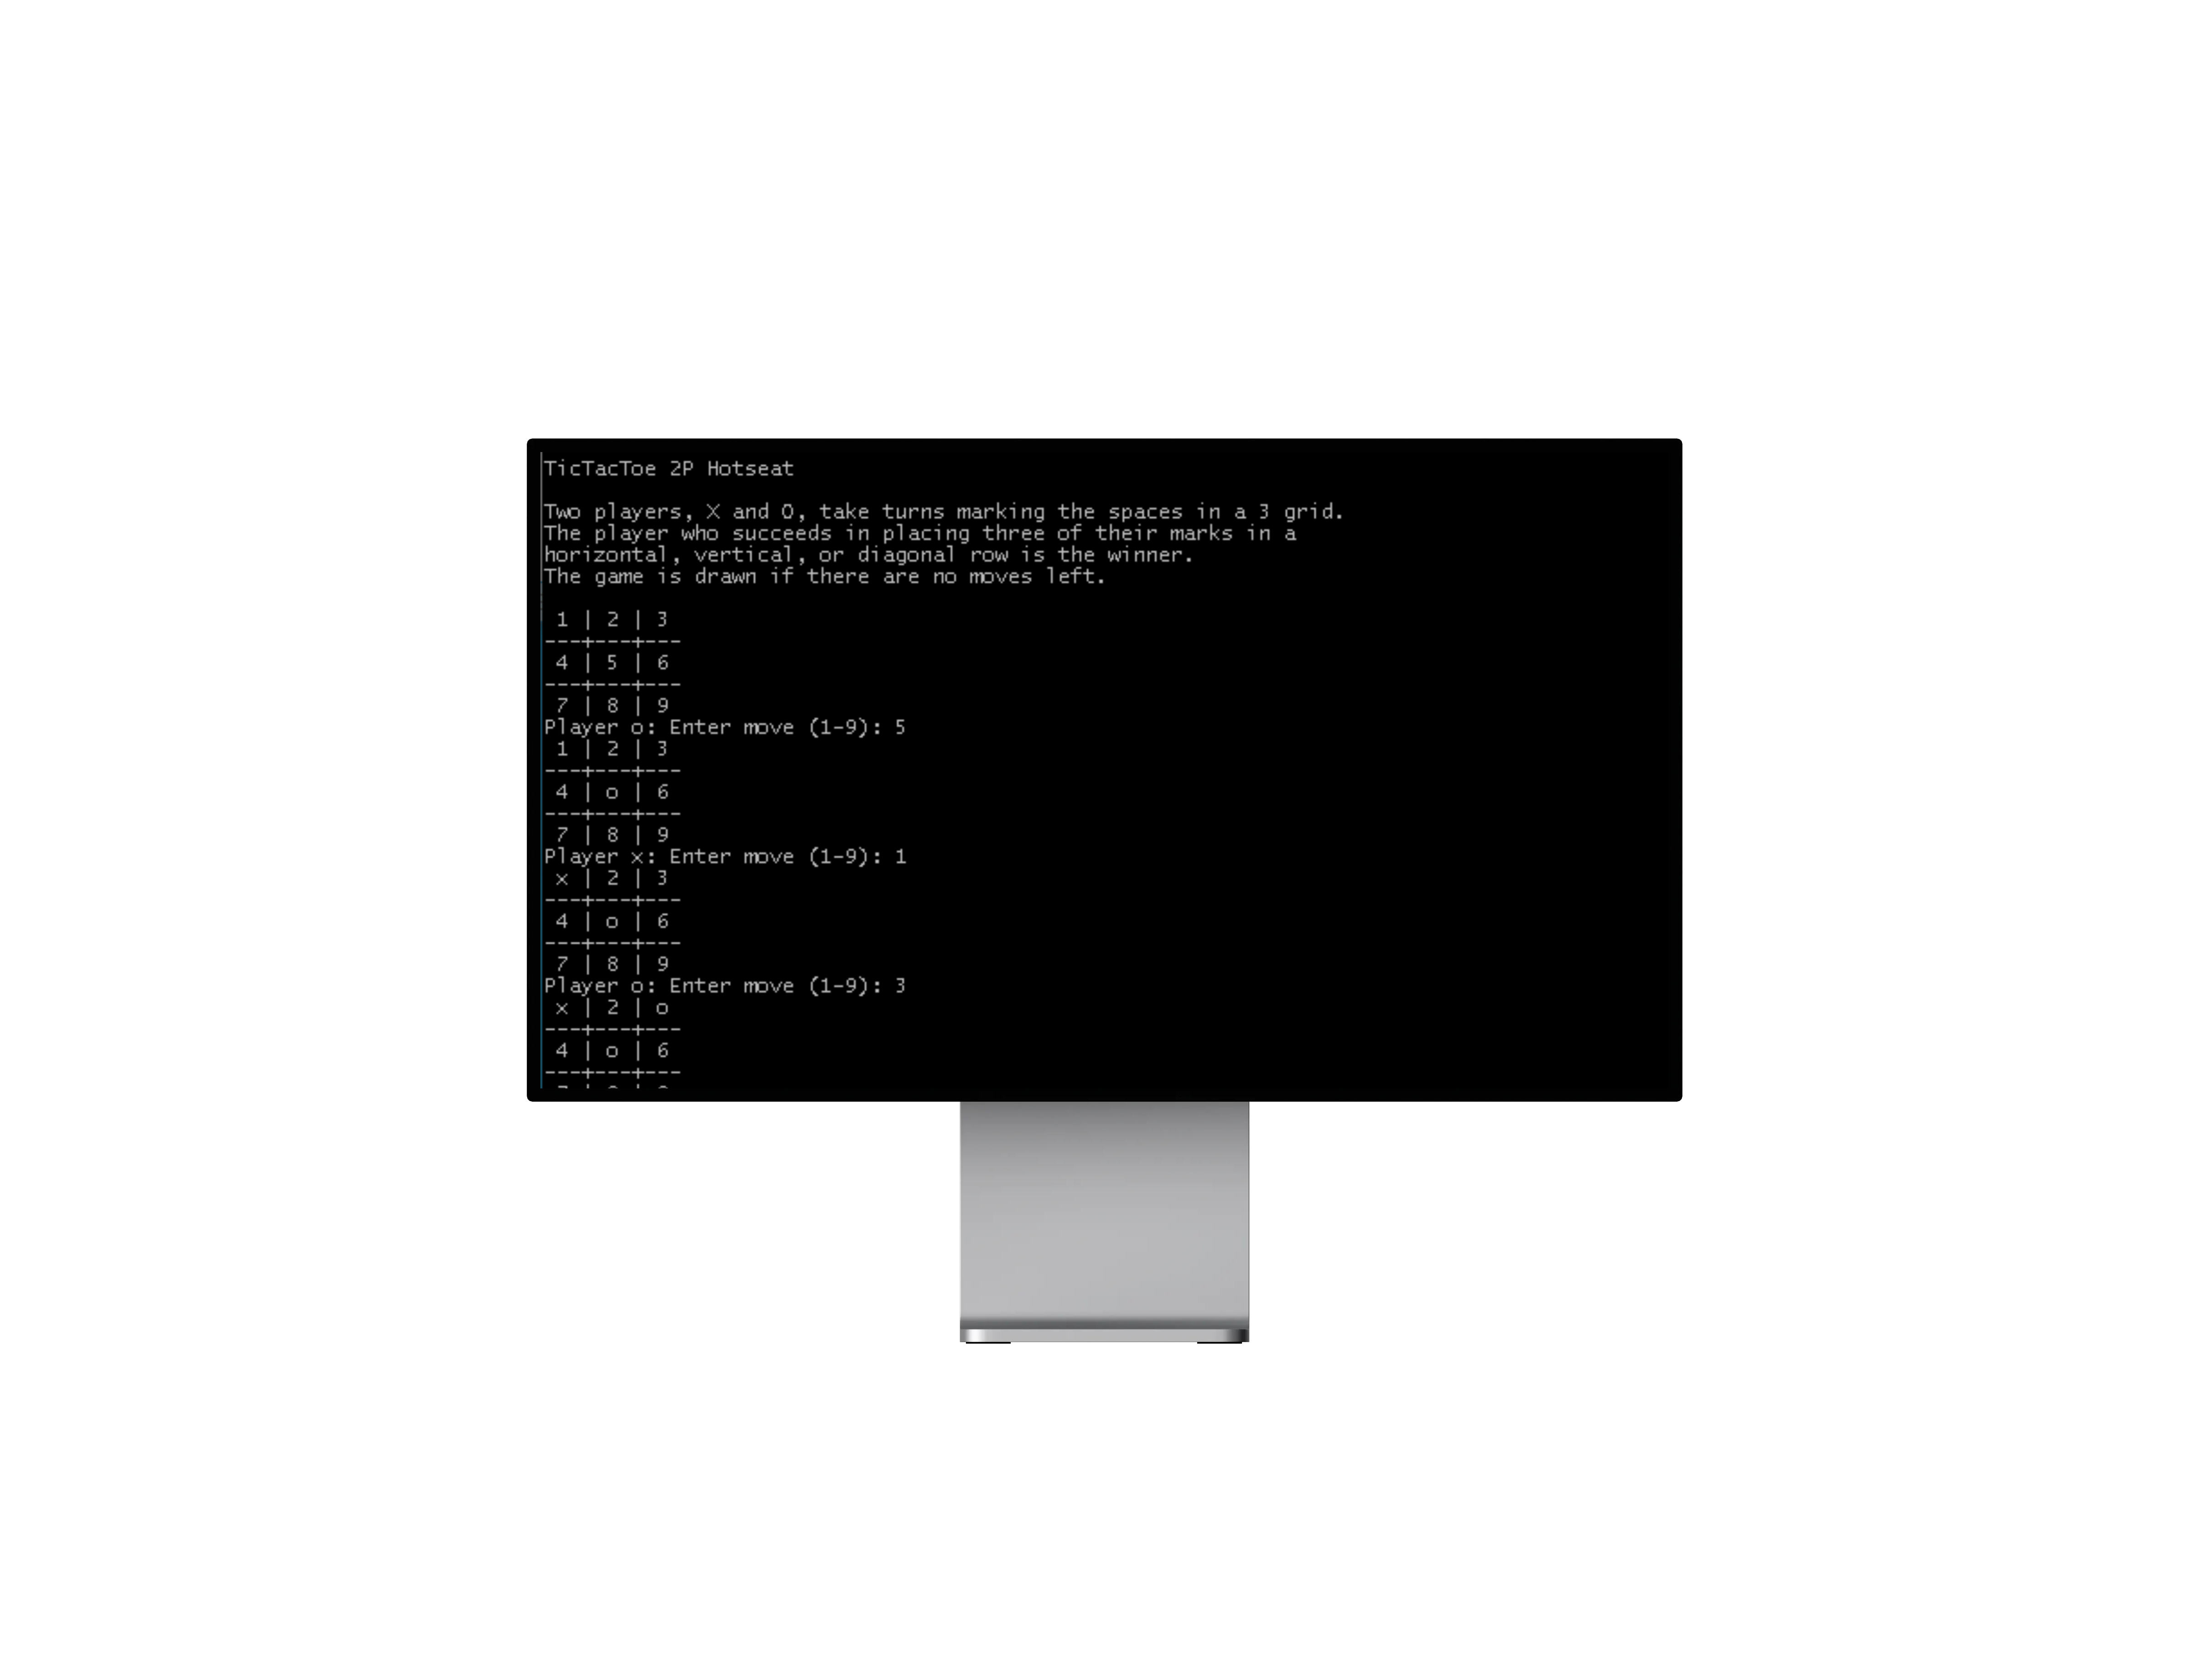 TicTacToe 2P Hotseat
Two players, X and O, take turns marking the spaces in a 3 grid.
The player who succeeds in placing three of their marks in a
horizontal, vertical, or diagonal row is the winner.
The game is drawn if there are no moves left.
1 | 2 | 3
---+---+---
4 | 5 | 6
---+---+---
7 | 8 | 9
Player o: Enter move (1-9): 5
1 | 2 | 3
---+---+---
4 | o | 6
---+---+---
7 | 8 | 9
Player x: Enter move (1-9): 1
x | 2 | 3
---+---+---
4 | o | 6
---+---+---
7 | 8 | 9
Player o: Enter move (1-9): 3
x | 2 | o
---+---+---
4 | o | 6
---+---+---